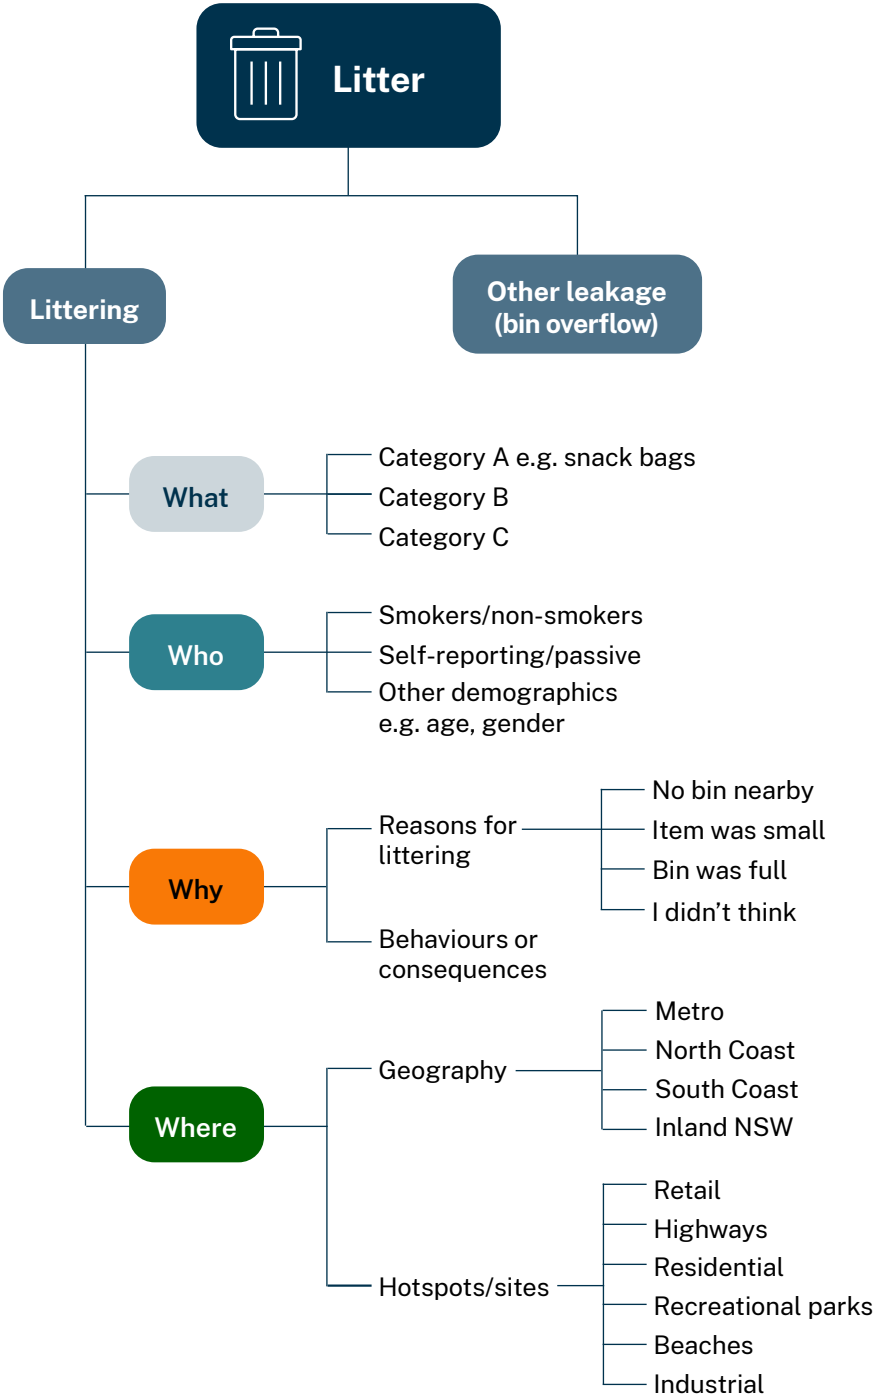 Litter
Littering
Other leakage
(bin overflow)
What
Category A e.g. snack bags
Category B
Category C
Who
Smokers/non-smokers
Self-reporting/passive
Other demographics
e.g. age, gender
Why
Reasons for
littering
No bin nearby
Item was small
Bin was full
I didn’t think
Behaviours or
consequences
Where
Geography
Metro
North Coast
South Coast
Inland NSW
Hotspots/sites
Retail
Highways
Residential
Recreational parks
Beaches
Industrial